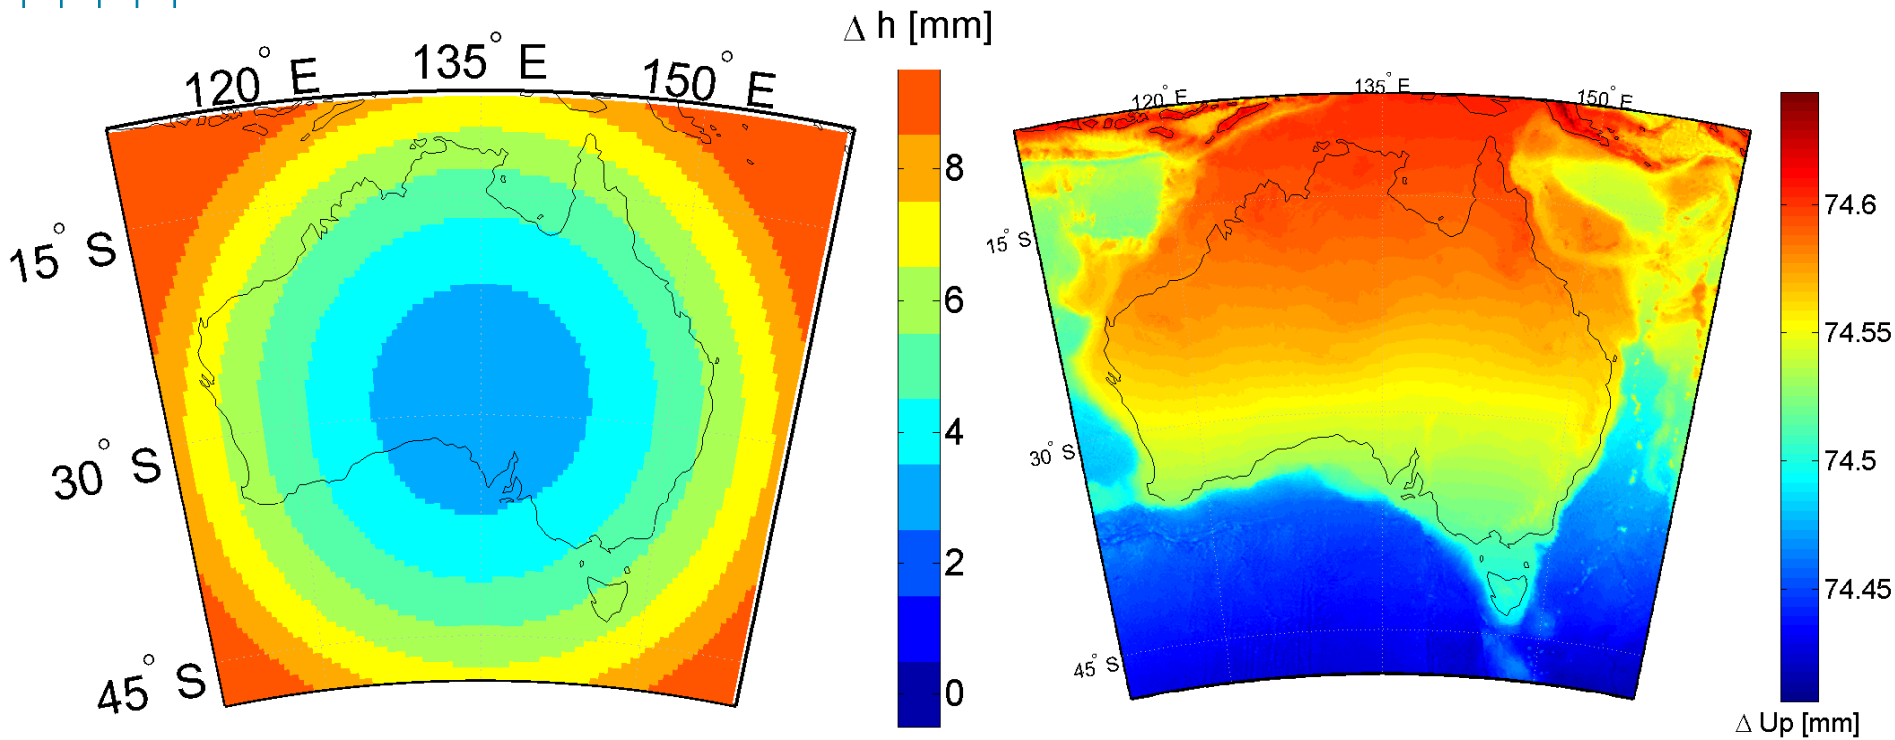 Δ h [mm]
120° E
135° E
150° E
15° S
30° S
45° S
8
6
4
2
0
120° E
135° E
150° E
15° S
30° S
45° S
74.6
74.55
74.5
74.45
Δ Up [mm]